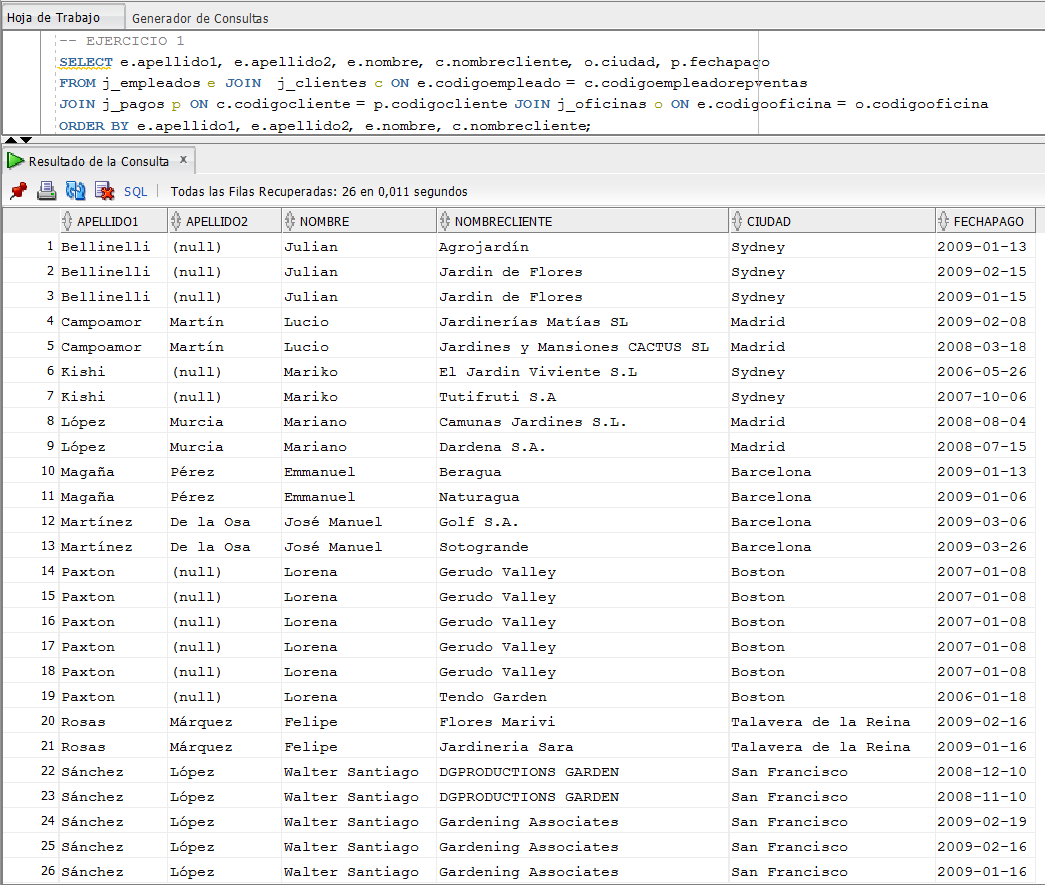 Hoja de Trabajo Generador de Consultas
-- EJERCICIO 1
SELECT e.apellido1, e.apellido2, e.nombre, c.nombrecliente, o.ciudad, p.fechapago
FROM j_empleados e JOIN  j_clientes c ON e.codigoempleado = c.codigoempleadorepventas
JOIN j_pagos p ON c.codigocliente = p.codigocliente JOIN j_oficinas o ON e.codigooficina = o.codigooficina
ORDER BY e.apellido1, e.apellido2, e.nombre, c.nombrecliente;
Resultado de la Consulta x
SQL | Todas las Filas Recuperadas: 26 en 0,011 segundos
APELLIDO1 APELLIDO2 NOMBRE NOMBRECLIENTE CIUDAD FECHAPAGO
1 Bellinelli (null) Julian Agrojardín Sydney 2009-01-13
2 Bellinelli (null) Julian Jardin de Flores Sydney 2009-02-15
3 Bellinelli (null) Julian Jardin de Flores Sydney 2009-01-15
4 Campoamor Martín Lucio Jardinerías Matías SL Madrid 2009-02-08
5 Campoamor Martín Lucio Jardines y Mansiones CACTUS SL Madrid 2008-03-18
6 Kishi (null) Mariko El Jardin Viviente S.L Sydney 2006-05-26
7 Kishi (null) Mariko Tutifruti S.A Sydney 2007-10-06
8 López Murcia Mariano Camunas Jardines S.L. Madrid 2008-08-04
9 López Murcia Mariano Dardena S.A. Madrid 2008-07-15
10 Magaña Pérez Emmanuel Beragua Barcelona 2009-01-13
11 Magaña Pérez Emmanuel Naturagua Barcelona 2009-01-06
12 Martínez De la Osa José Manuel Golf S.A. Barcelona 2009-03-06
13 Martínez De la Osa José Manuel Sotogrande Barcelona 2009-03-26
14 Paxton (null) Lorena Gerudo Valley Boston 2007-01-08
15 Paxton (null) Lorena Gerudo Valley Boston 2007-01-08
16 Paxton (null) Lorena Gerudo Valley Boston 2007-01-08
17 Paxton (null) Lorena Gerudo Valley Boston 2007-01-08
18 Paxton (null) Lorena Gerudo Valley Boston 2007-01-08
19 Paxton (null) Lorena Tendo Garden Boston 2006-01-18
20 Rosas Márquez Felipe Flores Marivi Talavera de la Reina 2009-02-16
21 Rosas Márquez Felipe Jardineria Sara Talavera de la Reina 2009-01-16
22 Sánchez López Walter Santiago DGPRODUCTIONS GARDEN San Francisco 2008-12-10
23 Sánchez López Walter Santiago DGPRODUCTIONS GARDEN San Francisco 2008-11-10
24 Sánchez López Walter Santiago Gardening Associates San Francisco 2009-02-19
25 Sánchez López Walter Santiago Gardening Associates San Francisco 2009-02-16
26 Sánchez López Walter Santiago Gardening Associates San Francisco 2009-01-16